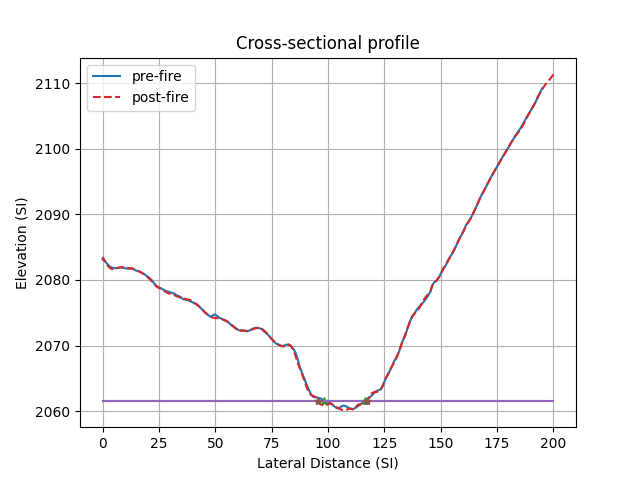 Cross-sectional profile
pre-fire
post-fire
2110
2100
2090
2080
2070
2060
Elevation (SI)
0 25 50 75 100 125 150 175 200
Lateral Distance (SI)